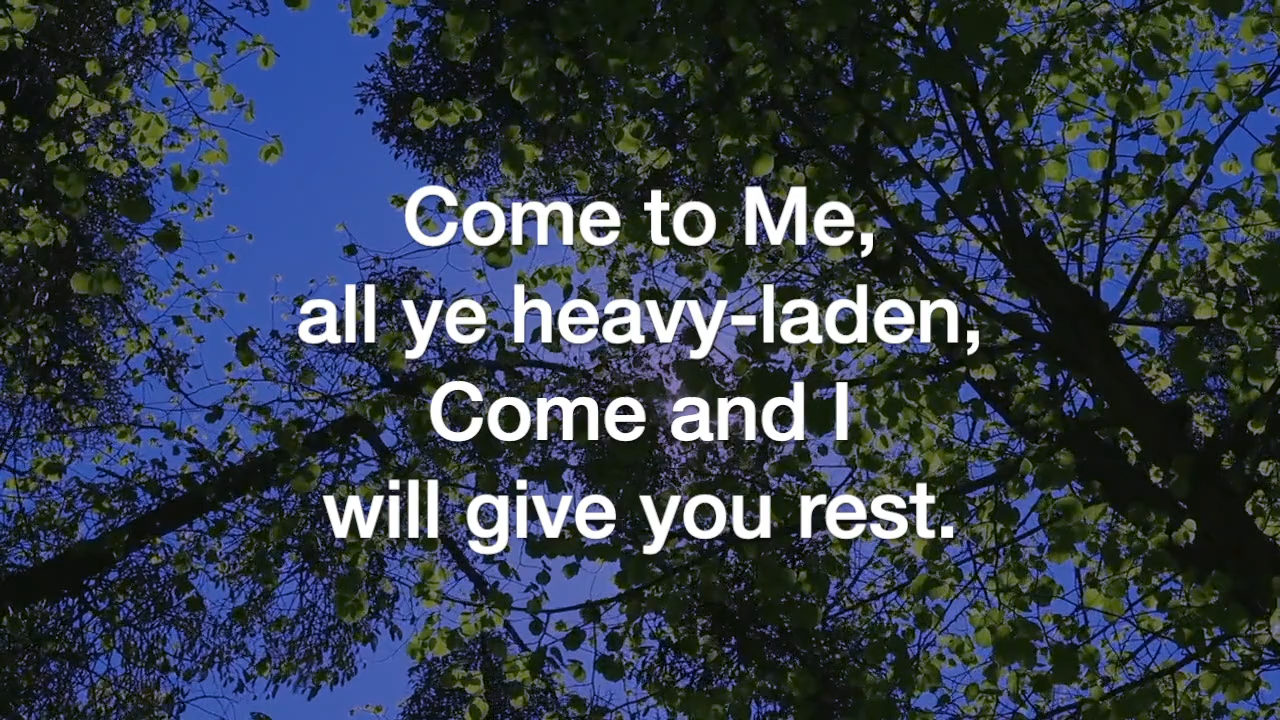 Come to Me,
all ye heavy-laden,
Come and I
will give you rest.